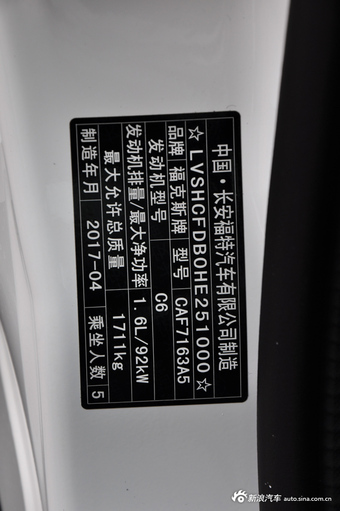 中国·长安福特汽车有限公司制造
☆LVSHCFDB0HE251000☆
品牌 福克斯牌 型号 CAF7163A5
发动机型号 C6
发动机排量/最大净功率 1.6L/92kW
最大允许总质量 1711kg
制造年月 2017-04 乘坐人数 5
新浪汽车 auto.sina.com.cn